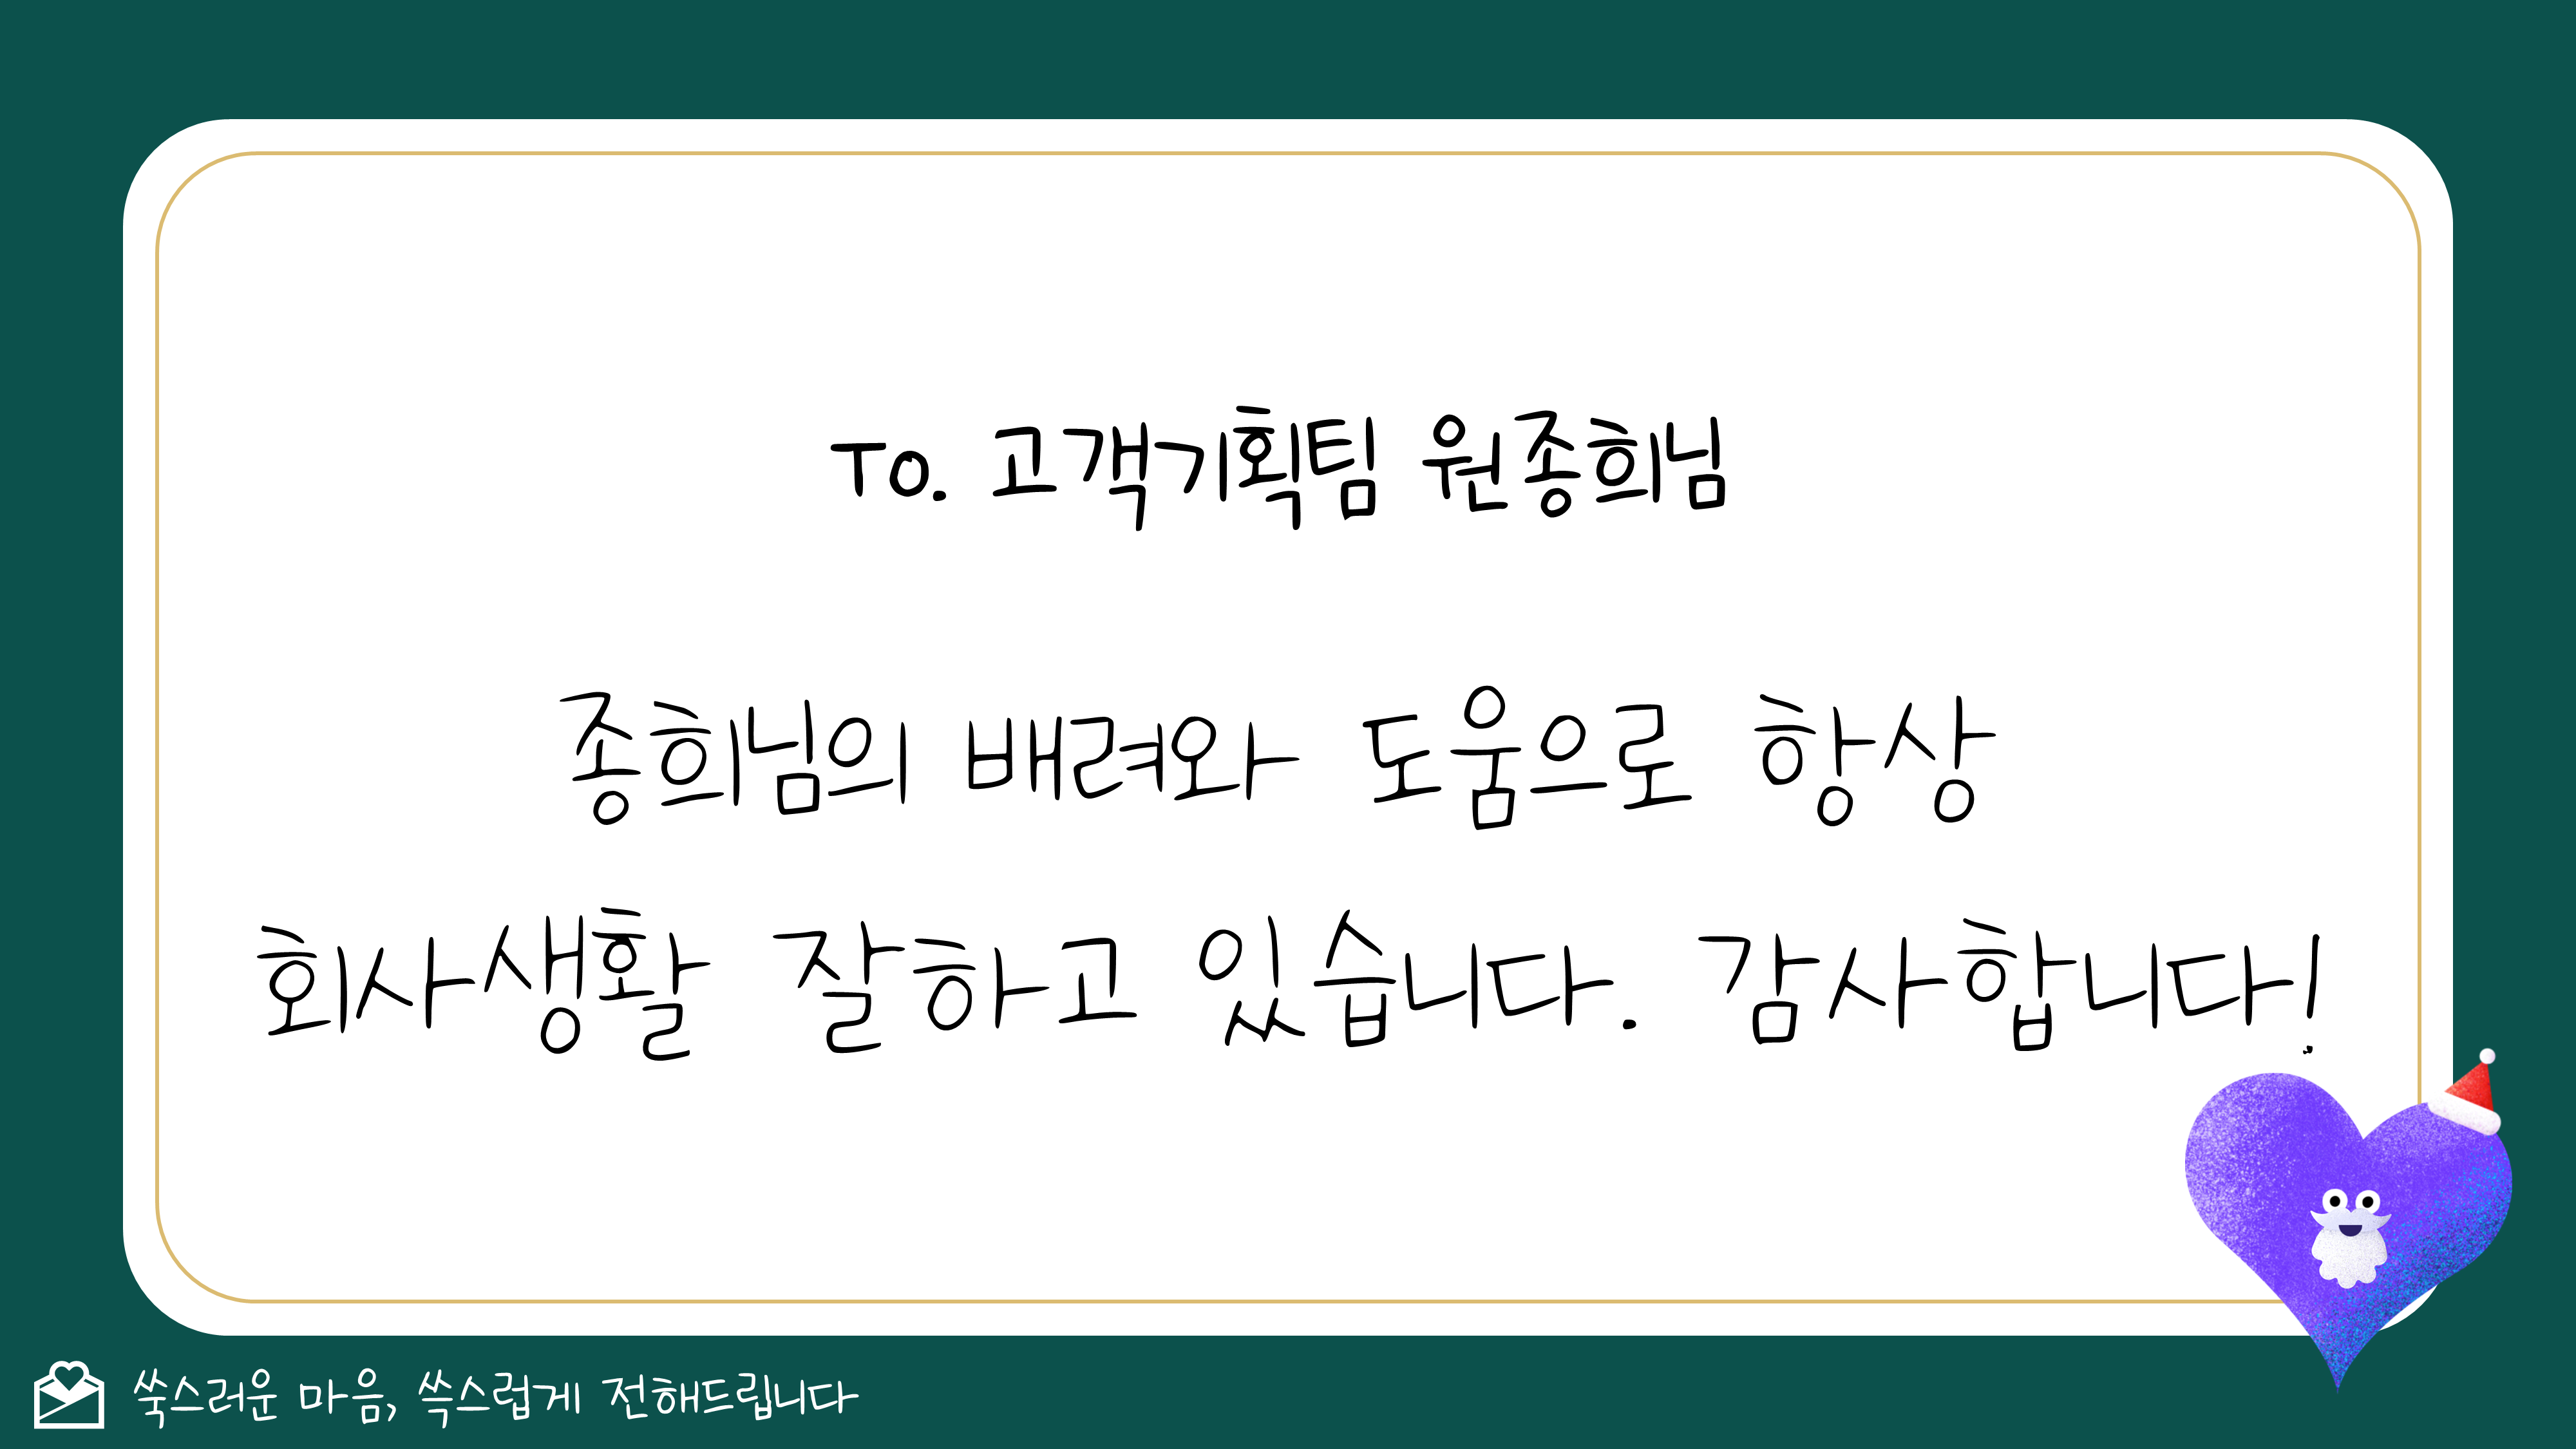 To. 고객기획팀 원종희님
종희님의 배려와 도움으로 항상
회사생활 잘하고 있습니다. 감사합니다!
쑥스러운 마음, 쓱스럽게 전해드립니다